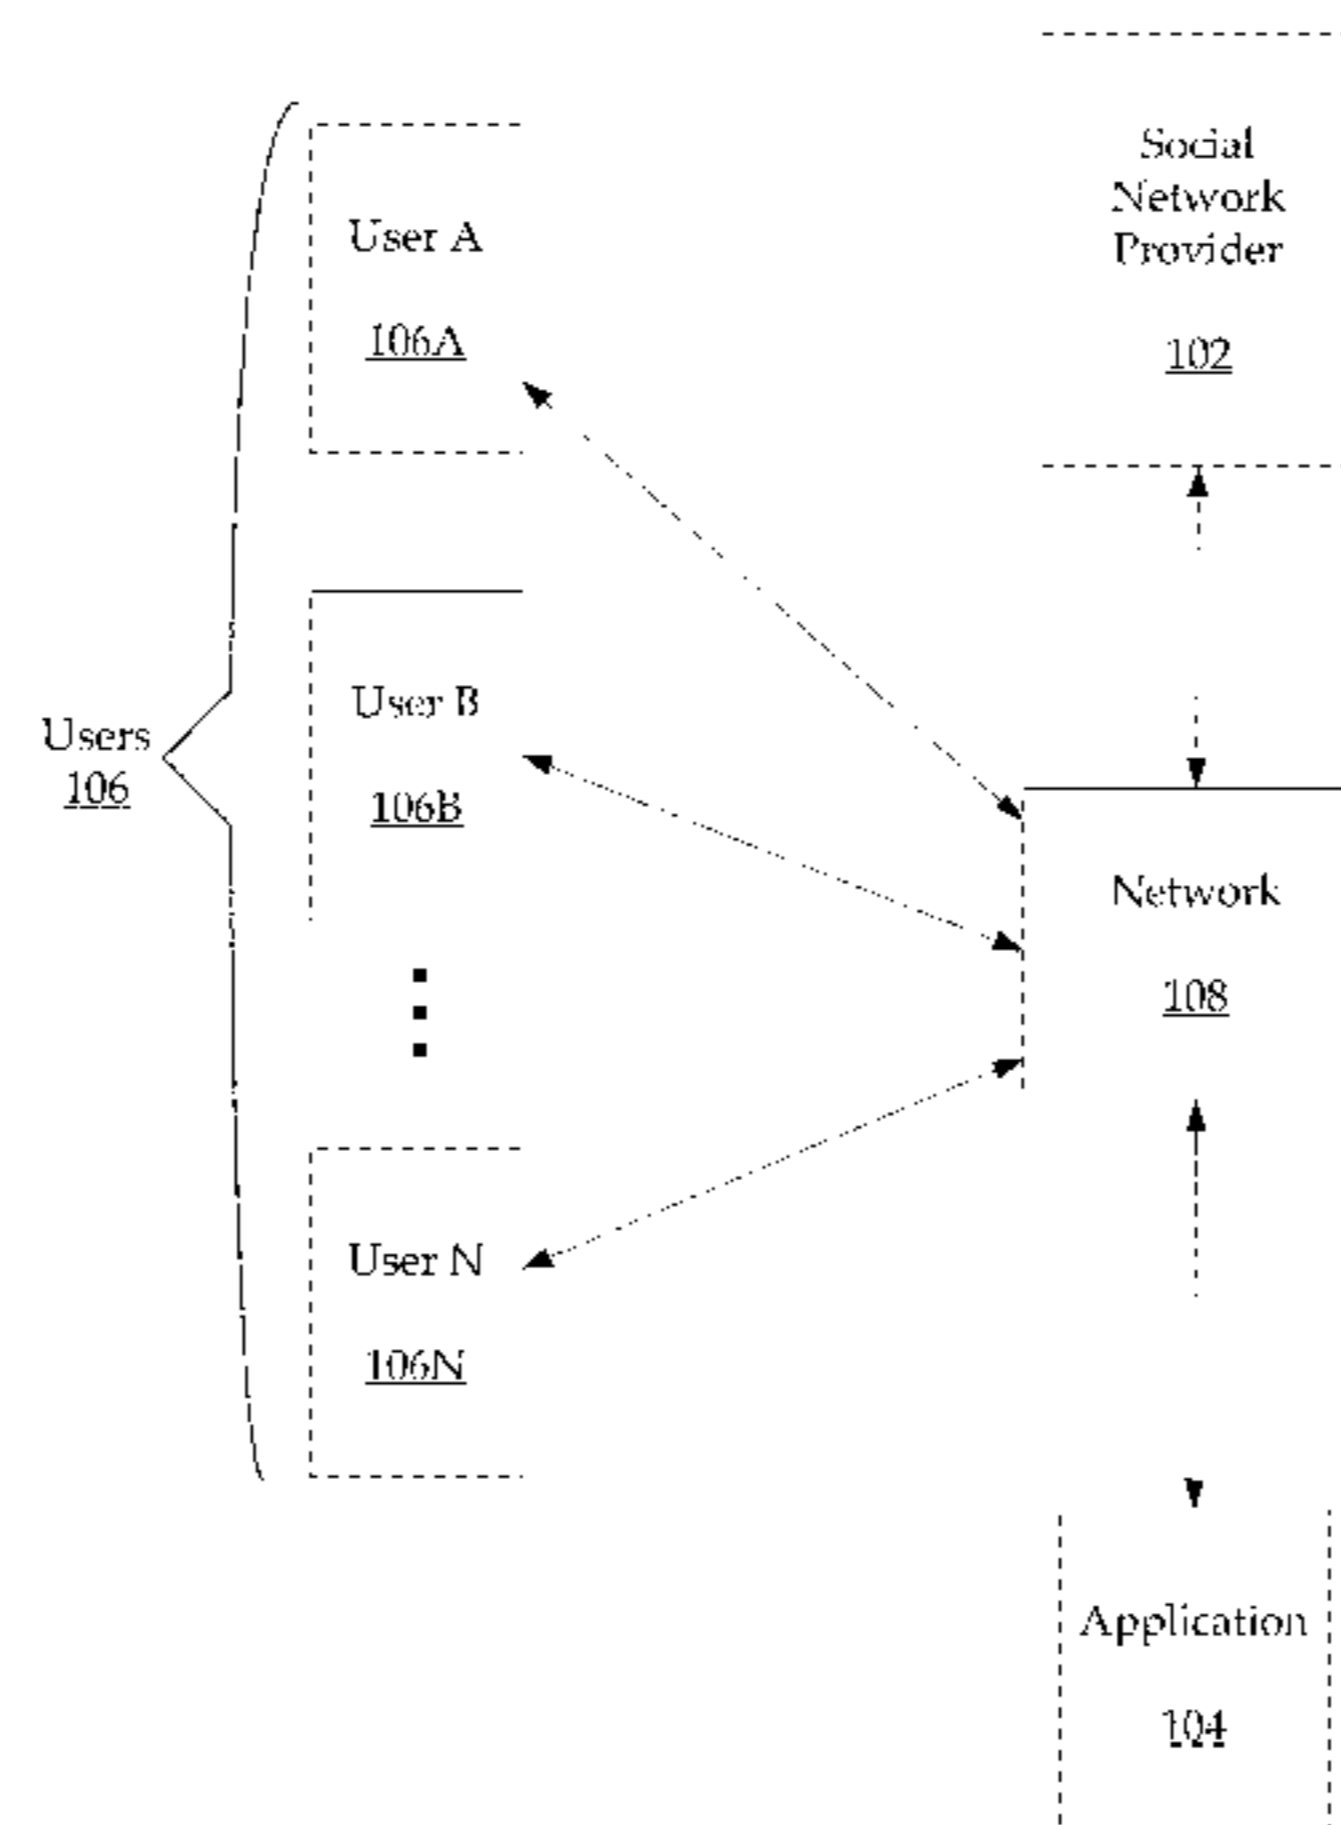 Social
Network
Provider
102
User A
106A
User B
106B
Users
106
Network
108
User N
106N
Application
104